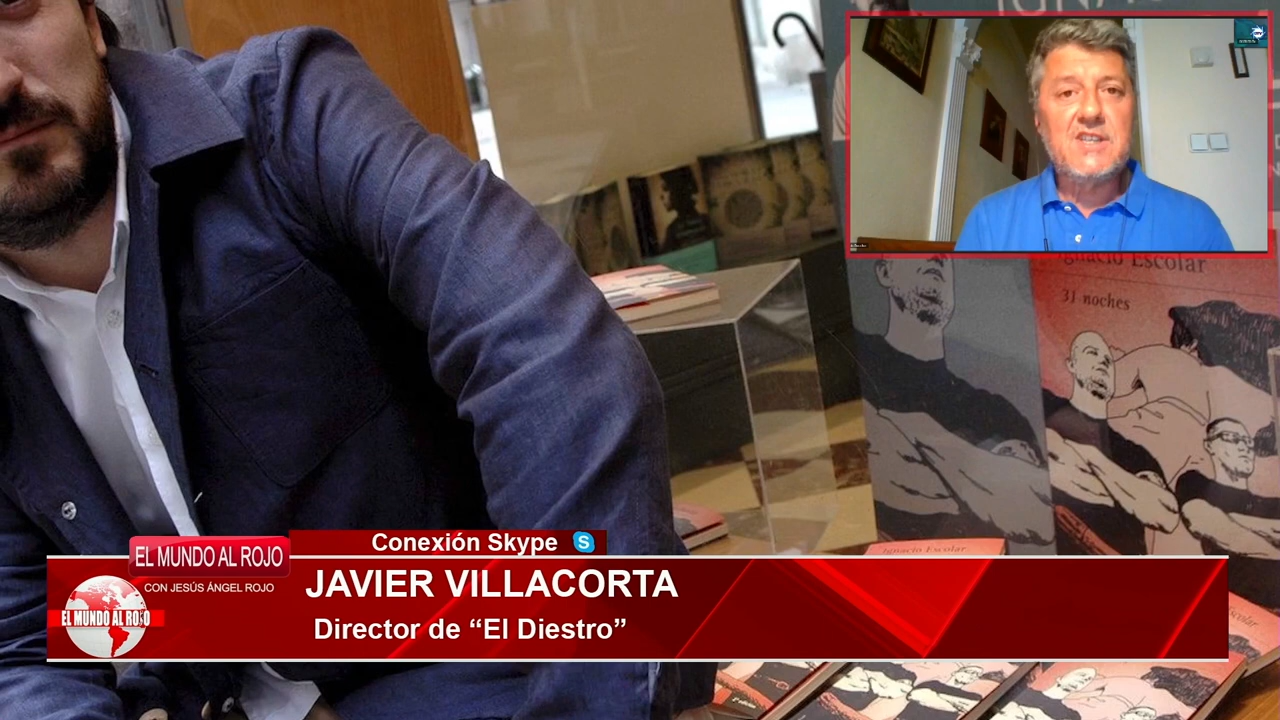 Ignacio Escolar
31 noches
Conexión Skype
EL MUNDO AL ROJO
CON JESÚS ÁNGEL ROJO
JAVIER VILLACORTA
EL MUNDO AL ROJO
Director de “El Diestro”
Ignacio Escolar